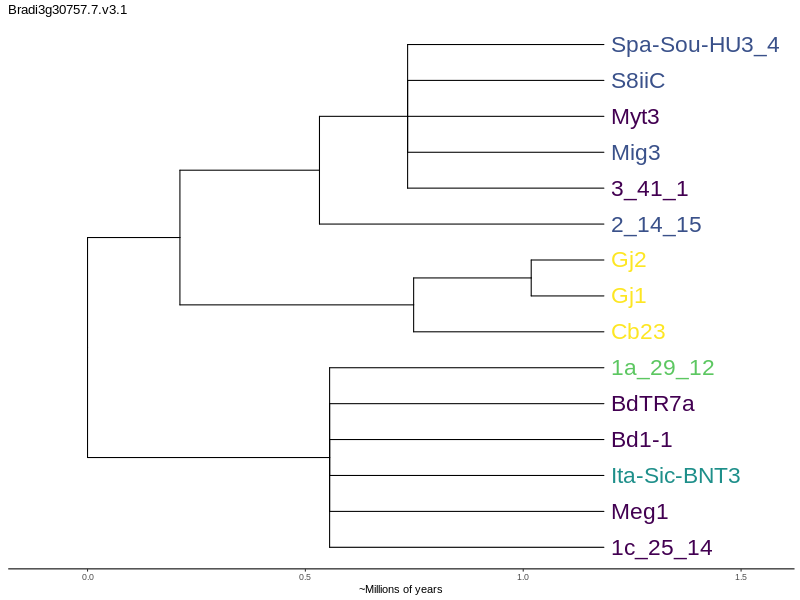 Bradi3g30757.7.v3.1
Spa-Sou-HU3_4
S8iiC
Myt3
Mig3
3_41_1
2_14_15
Gj2
Gj1
Cb23
1a_29_12
BdTR7a
Bd1-1
Ita-Sic-BNT3
Meg1
1c_25_14
0.0 0.5 1.0 1.5
~Millions of years